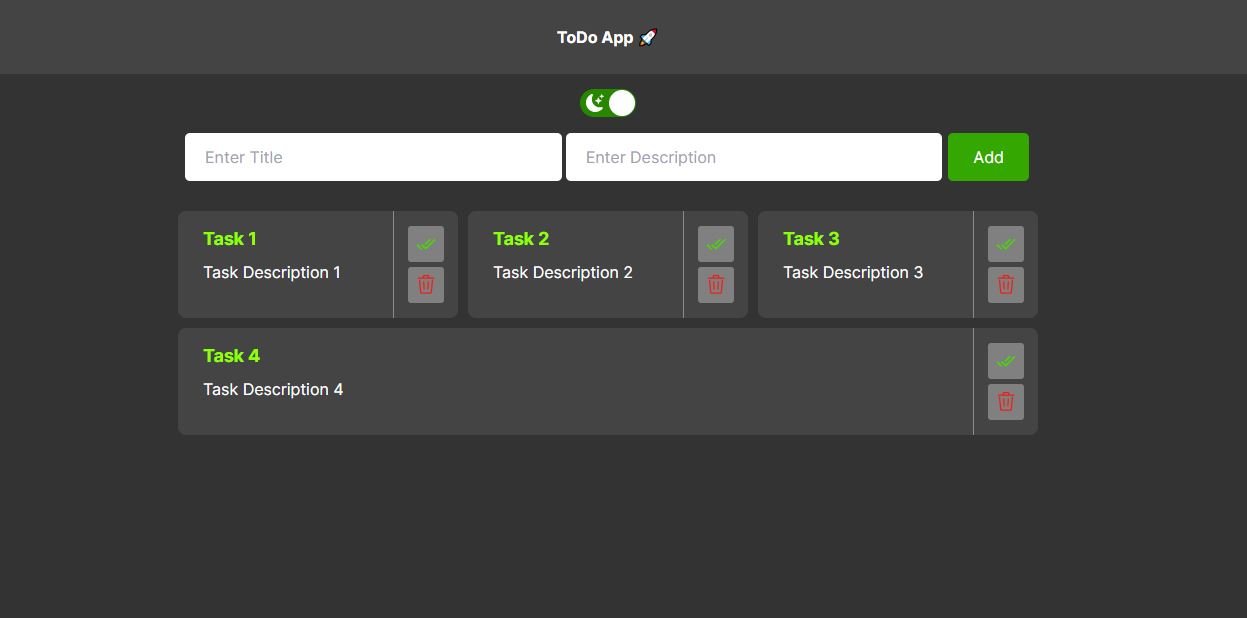 ToDo App 🚀
Enter Title
Enter Description
Add
Task 1
Task Description 1
Task 2
Task Description 2
Task 3
Task Description 3
Task 4
Task Description 4